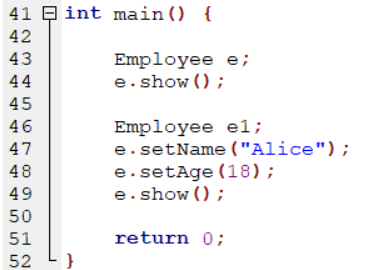 41 int main() {
42
43 Employee e;
44 e.show();
45
46 Employee e1;
47 e.setName("Alice");
48 e.setAge(18);
49 e.show();
50
51 return 0;
52 }